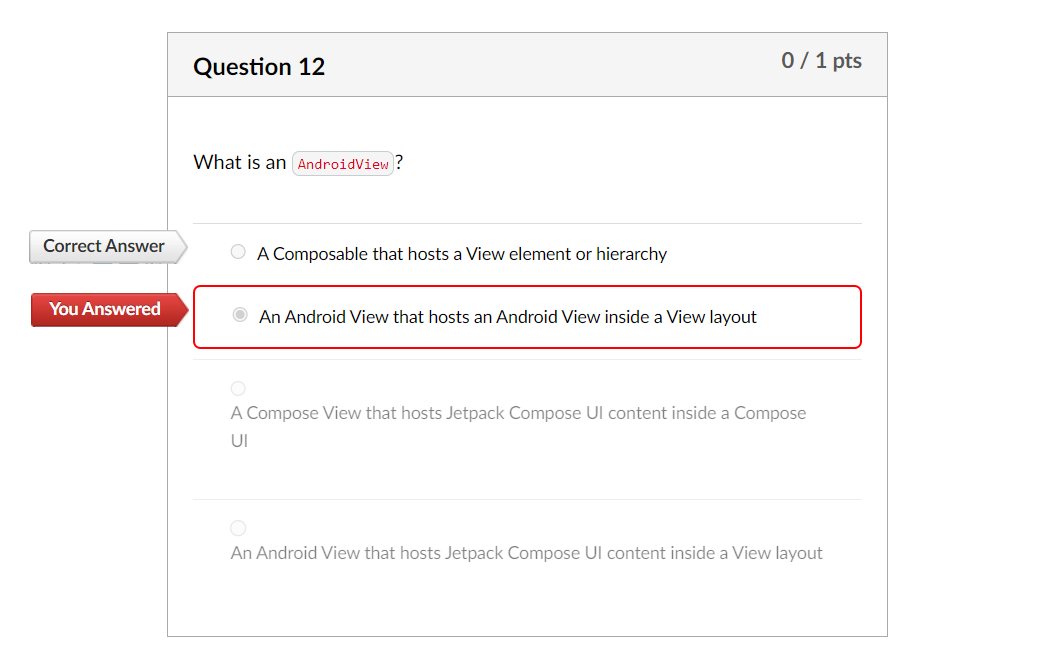 Question 12
0 / 1 pts
What is an AndroidView?
Correct Answer
A Composable that hosts a View element or hierarchy
You Answered
An Android View that hosts an Android View inside a View layout
A Compose View that hosts Jetpack Compose UI content inside a Compose
UI
An Android View that hosts Jetpack Compose UI content inside a View layout